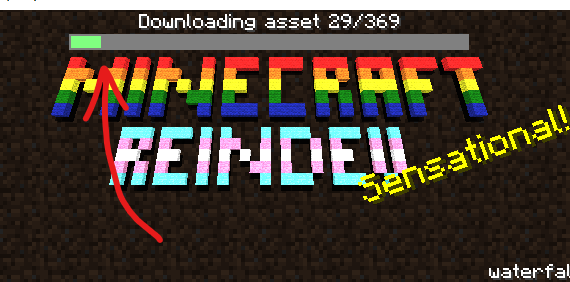 Downloading asset 29/369
MINECRAFT
REINDEV
Sensational!
waterfal